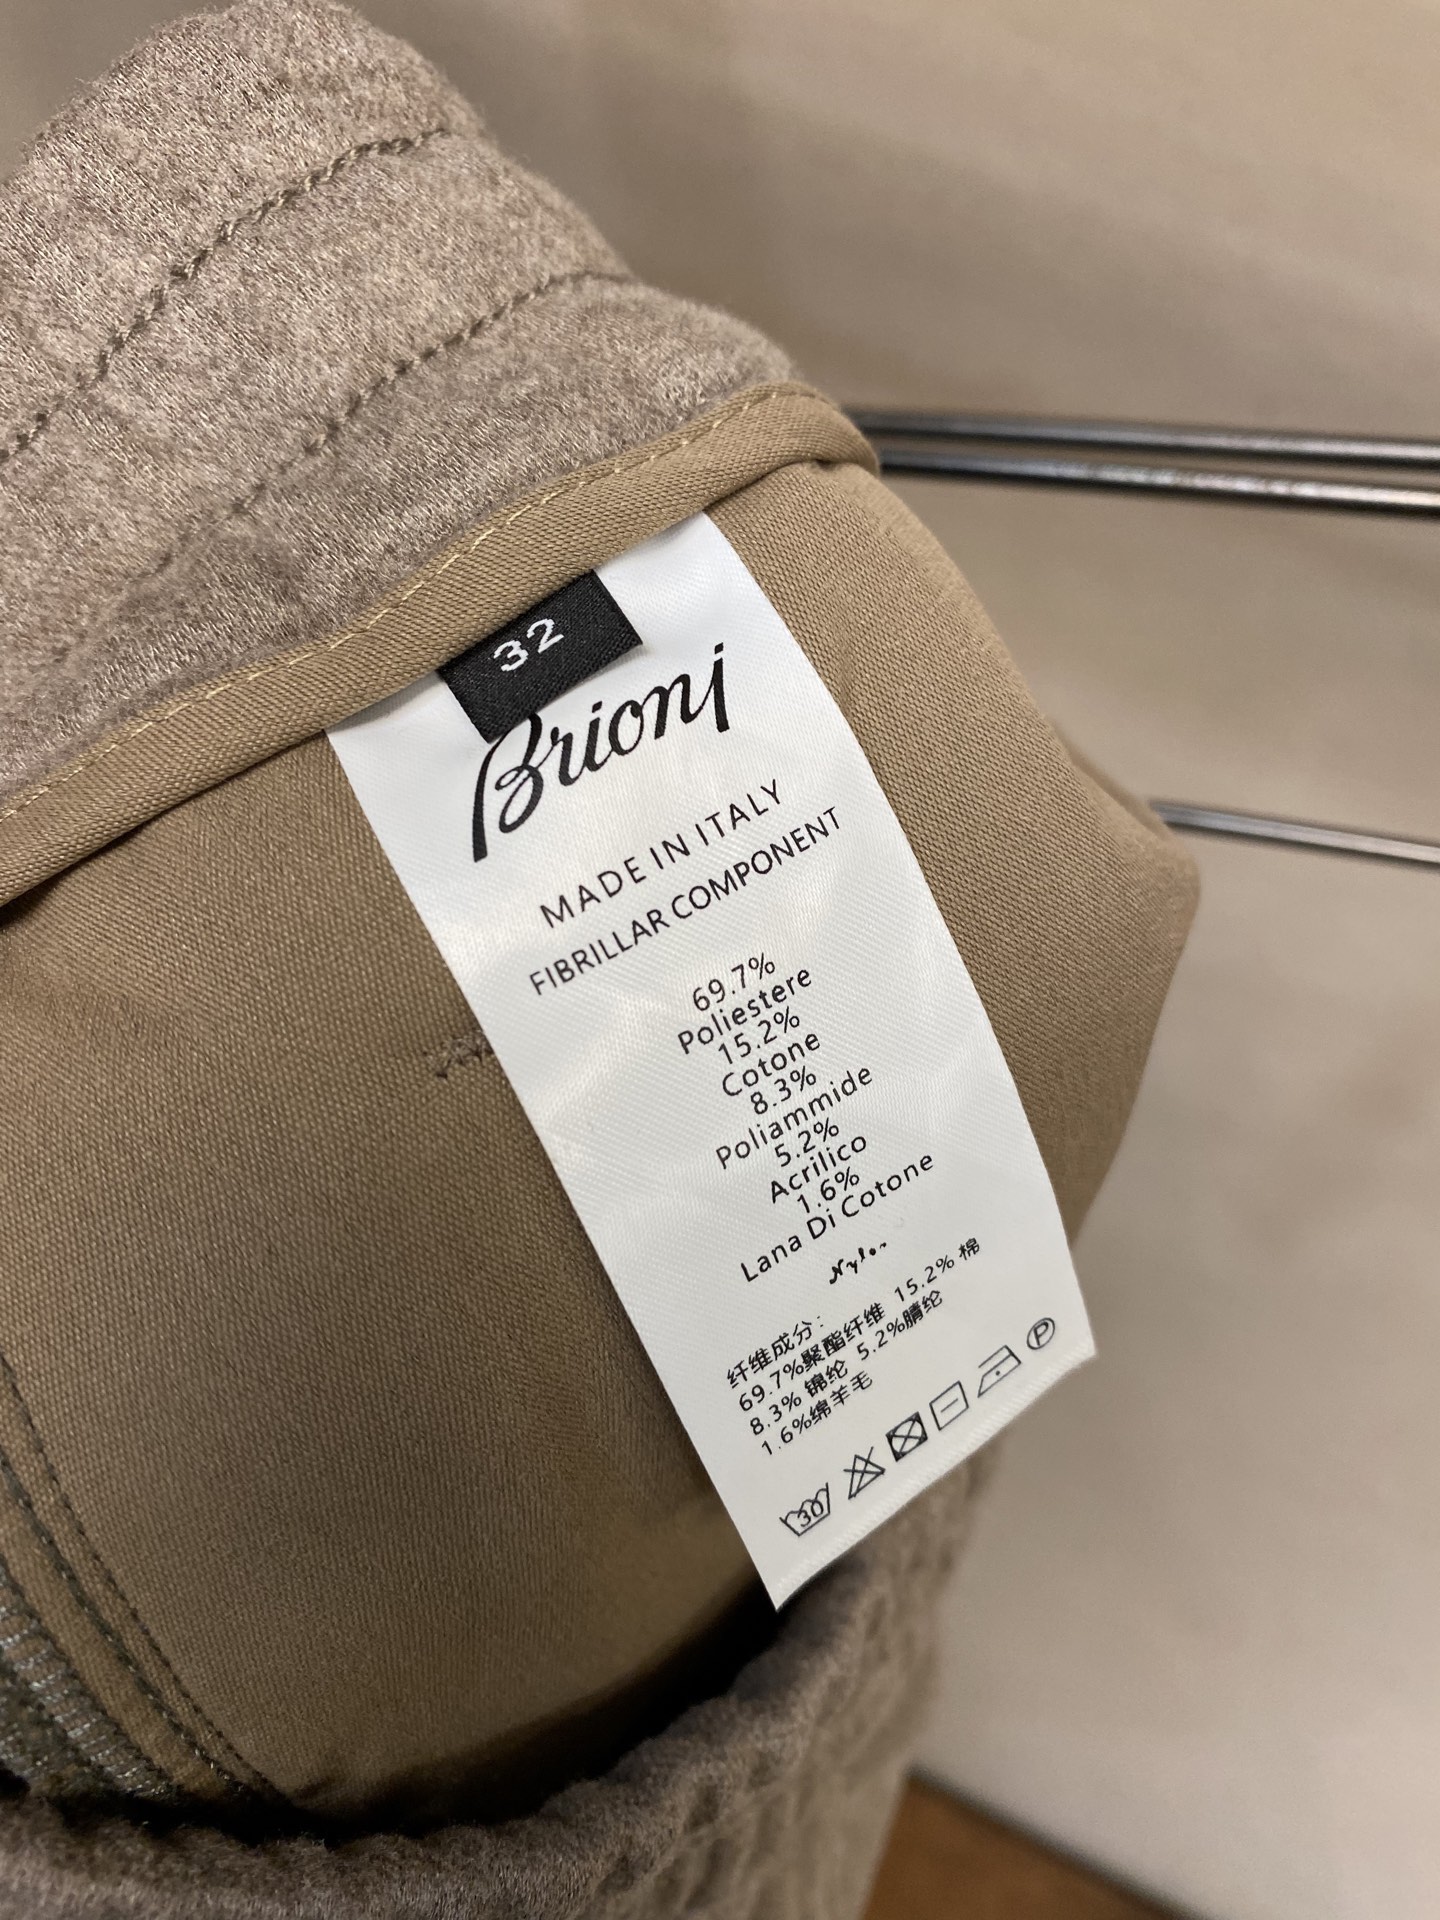 32
Brioni
MADE IN ITALY
FIBRILLAR COMPONENT
69.7%
Poliestere
15.2%
Cotone
8.3%
Poliammide
5.2%
Acrilico
1.6%
Lana Di Cotone
Nylon
纤维成分：
69.7%聚酯纤维 15.2% 棉
8.3% 锦纶 5.2%腈纶
1.6%绵羊毛
30
P